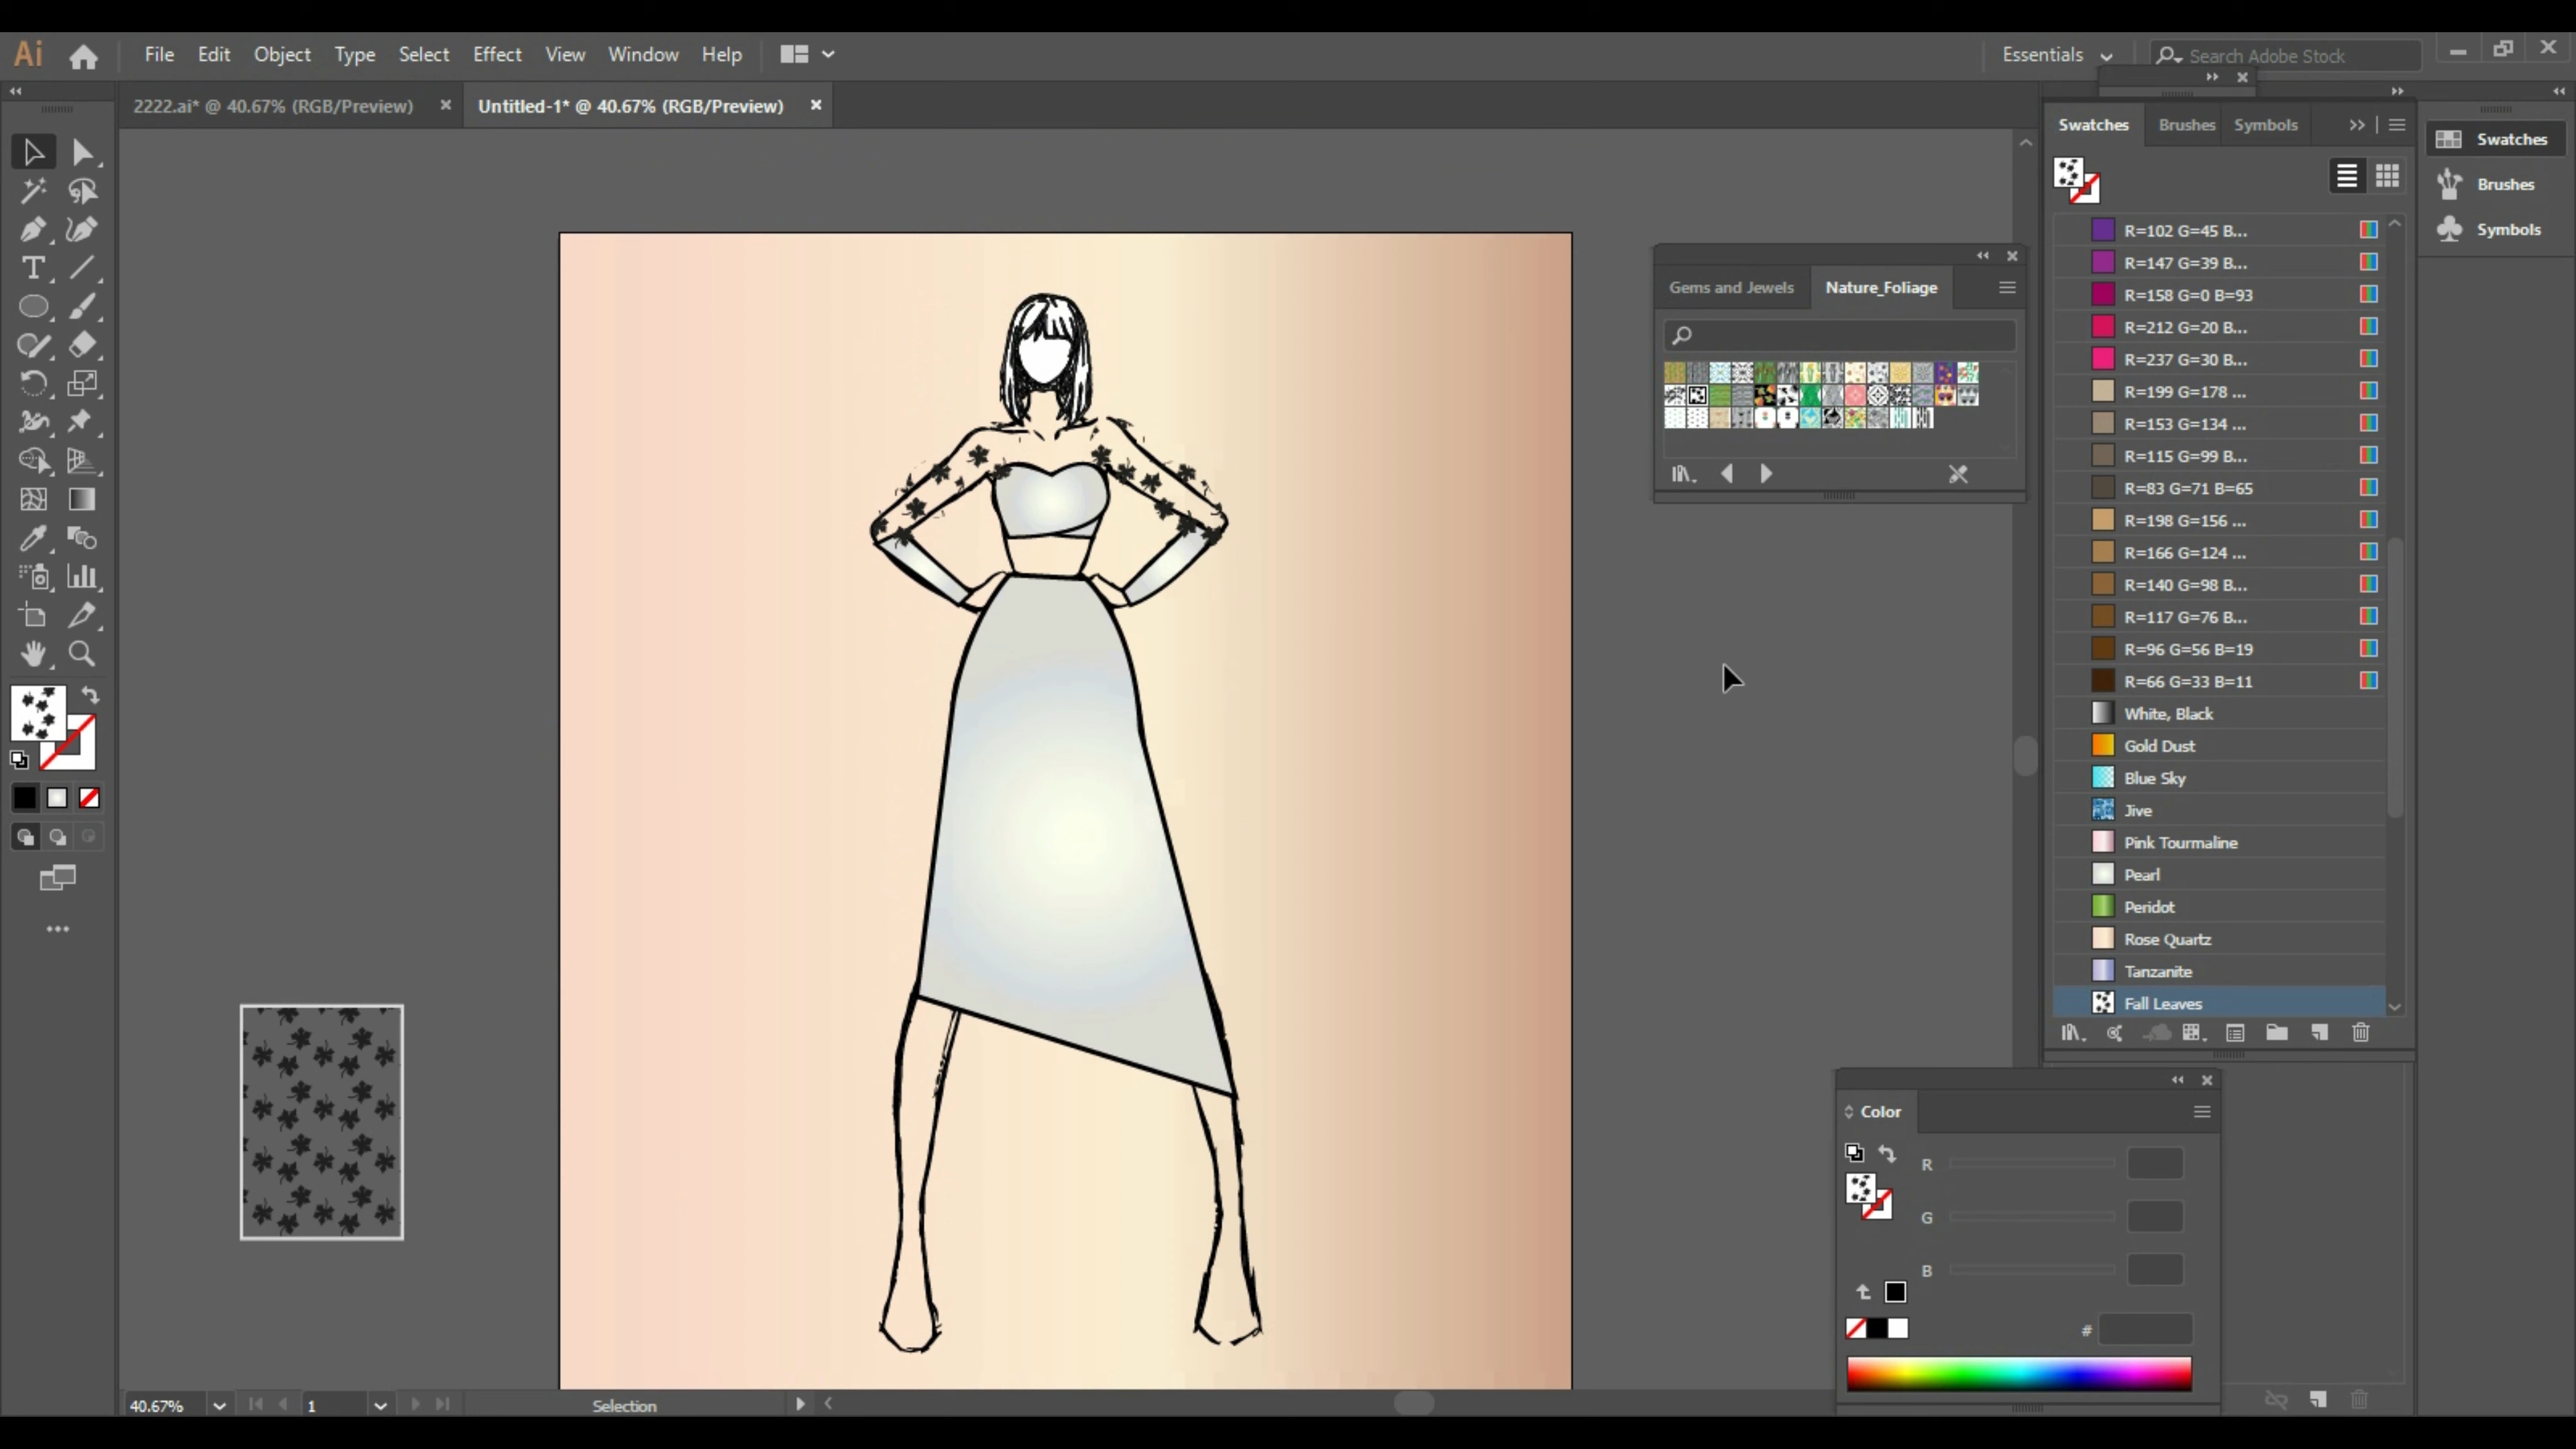 Ai File Edit Object Type Select Effect View Window Help Essentials Search Adobe Stock
2222.ai* @ 40.67% (RGB/Preview) Untitled-1* @ 40.67% (RGB/Preview)
Swatches Brushes Symbols
Swatches
Brushes
Symbols
R=102 G=45 B...
R=147 G=39 B...
R=158 G=0 B=93
R=212 G=20 B...
R=237 G=30 B...
R=199 G=178 ...
R=153 G=134 ...
R=115 G=99 B...
R=83 G=71 B=65
R=198 G=156 ...
R=166 G=124 ...
R=140 G=98 B...
R=117 G=76 B...
R=96 G=56 B=19
R=66 G=33 B=11
White, Black
Gold Dust
Blue Sky
Jive
Pink Tourmaline
Pearl
Peridot
Rose Quartz
Tanzanite
Fall Leaves
Gems and Jewels Nature_Foliage
Color
R
G
B
#
40.67% 1 Selection